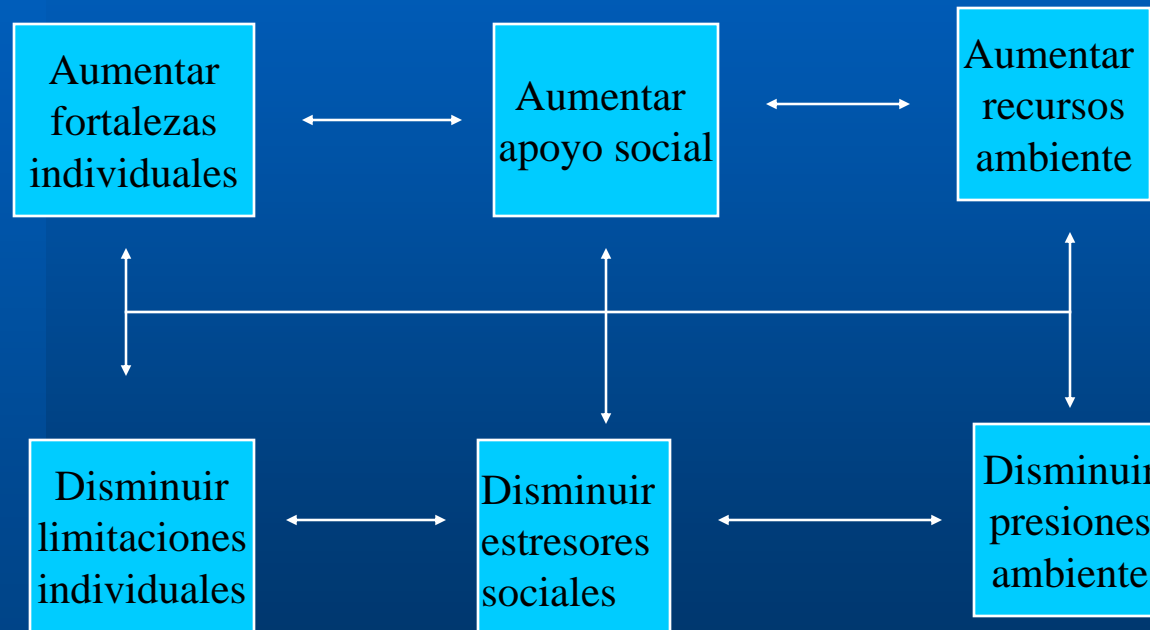 Aumentar
fortalezas
individuales
Aumentar
apoyo social
Aumentar
recursos
ambiente
Disminuir
limitaciones
individuales
Disminuir
estresores
sociales
Disminuir
presiones
ambiente